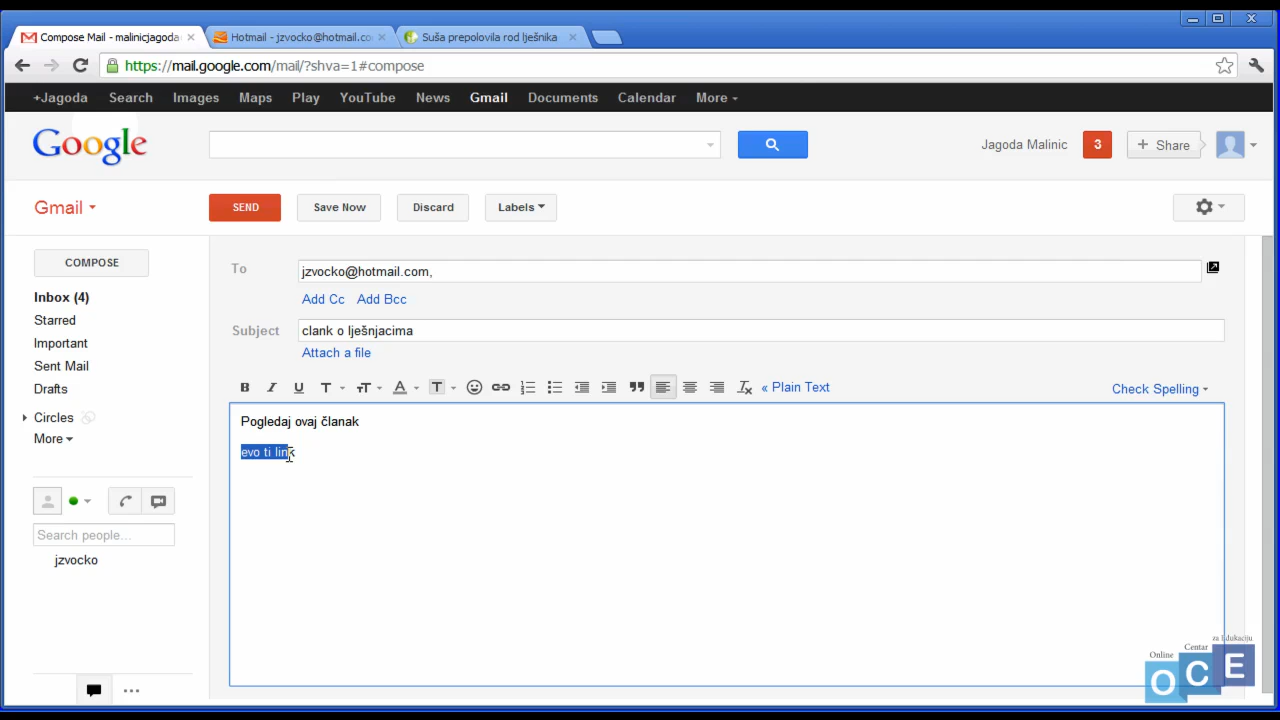 Compose Mail - malinicjagoda
Hotmail - jzvocko@hotmail.co
Suša prepolovila rod lješnika
https://mail.google.com/mail/?shva=1#compose
+Jagoda Search Images Maps Play YouTube News Gmail Documents Calendar More
Google
Jagoda Malinic 3 + Share
Gmail SEND Save Now Discard Labels
COMPOSE
Inbox (4)
Starred
Important
Sent Mail
Drafts
Circles
More
Search people...
jzvocko
To jzvocko@hotmail.com,
Add Cc Add Bcc
Subject clank o lješnjacima
Attach a file
B I U T T A T « Plain Text Check Spelling
Pogledaj ovaj članak
evo ti link
Online Centar za Edukaciju
O C E